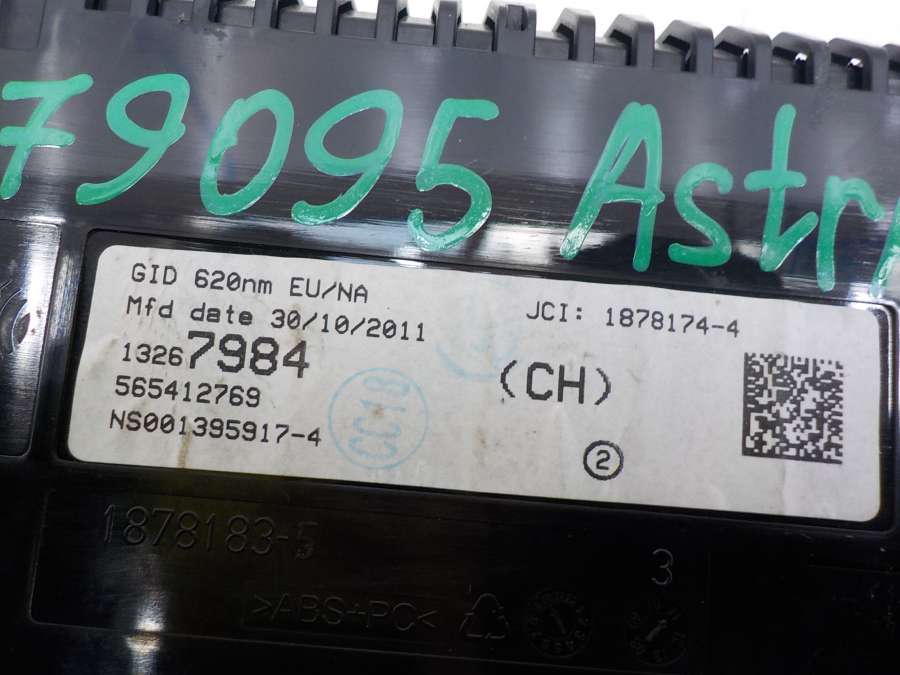 79095 Astr
GID 620nm EU/NA
Mfd date 30/10/2011
JCI: 1878174-4
13267984
(CH)
565412769
NS001395917-4
CC18
2
1878183-5
3
>ABS+PC<